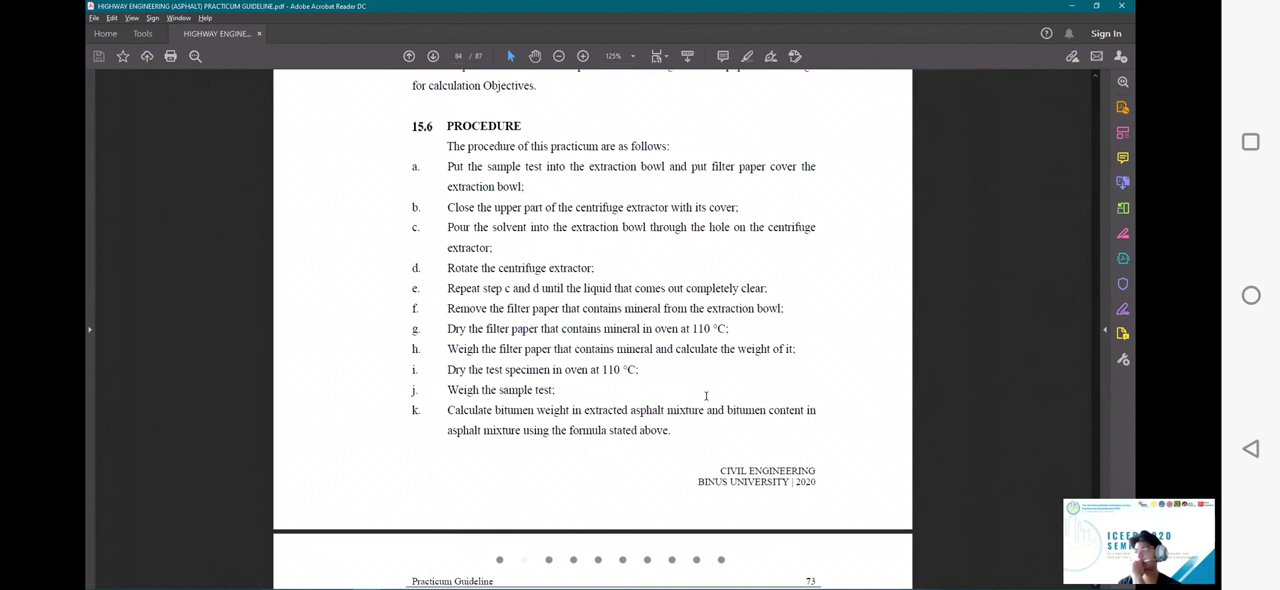 HIGHWAY ENGINEERING (ASPHALT) PRACTICUM GUIDELINE.pdf - Adobe Acrobat Reader DC
File Edit View Sign Window Help
Home Tools HIGHWAY ENGINE... × Sign In
84 / 87 125%
for calculation Objectives.
15.6 PROCEDURE
The procedure of this practicum are as follows:
a. Put the sample test into the extraction bowl and put filter paper cover the
extraction bowl;
b. Close the upper part of the centrifuge extractor with its cover;
c. Pour the solvent into the extraction bowl through the hole on the centrifuge
extractor;
d. Rotate the centrifuge extractor;
e. Repeat step c and d until the liquid that comes out completely clear;
f. Remove the filter paper that contains mineral from the extraction bowl;
g. Dry the filter paper that contains mineral in oven at 110 °C;
h. Weigh the filter paper that contains mineral and calculate the weight of it;
i. Dry the test specimen in oven at 110 °C;
j. Weigh the sample test;
k. Calculate bitumen weight in extracted asphalt mixture and bitumen content in
asphalt mixture using the formula stated above.
CIVIL ENGINEERING
BINUS UNIVERSITY | 2020
Practicum Guideline 73